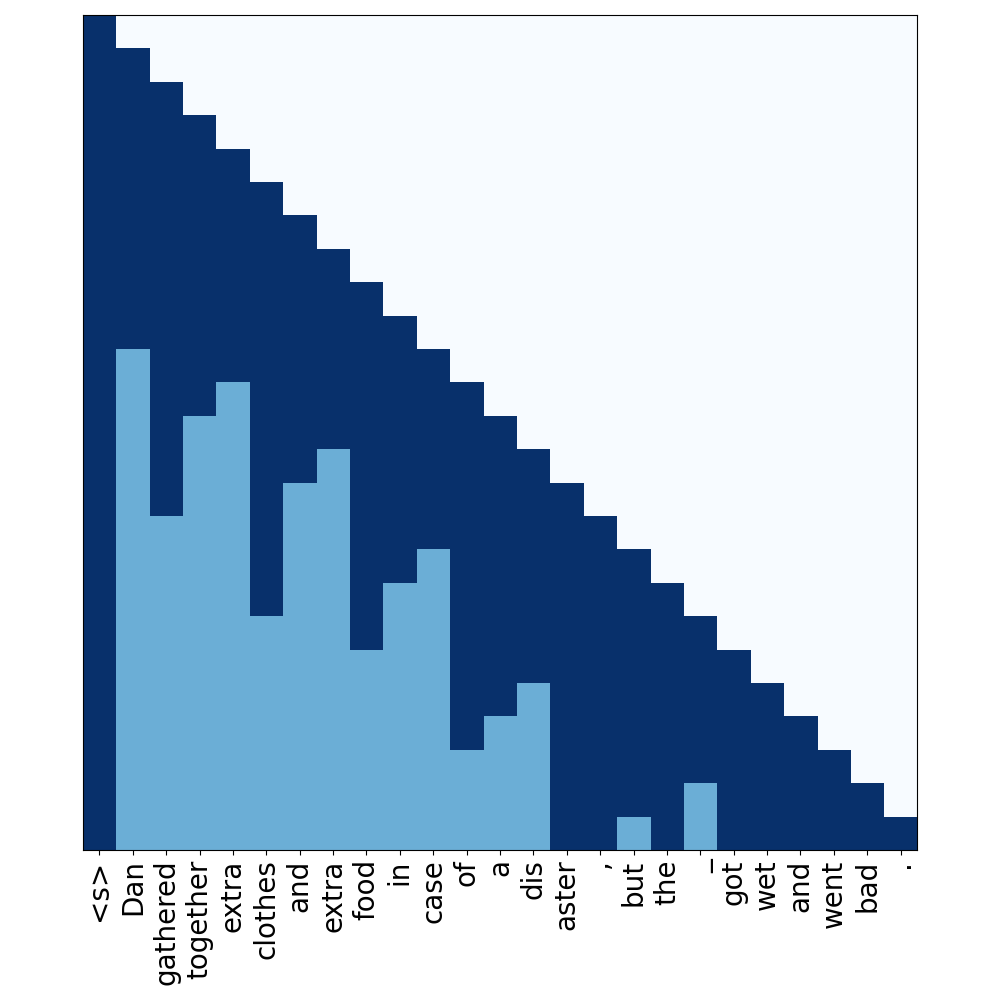 <s> Dan gathered together extra clothes and extra food in case of a dis aster , but the _ got wet and went bad .